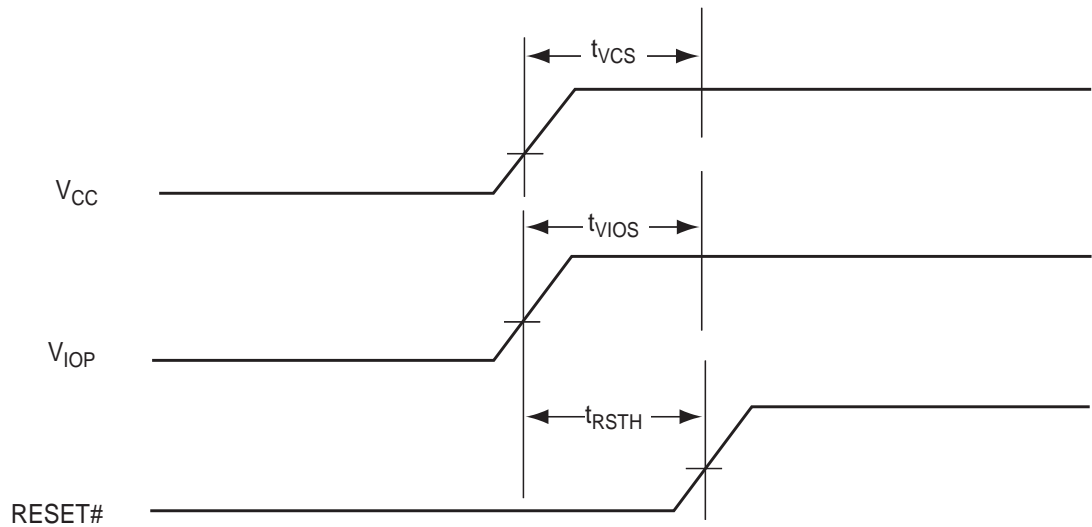 tVCS
VCC
tVIOS
VIOP
tRSTH
RESET#